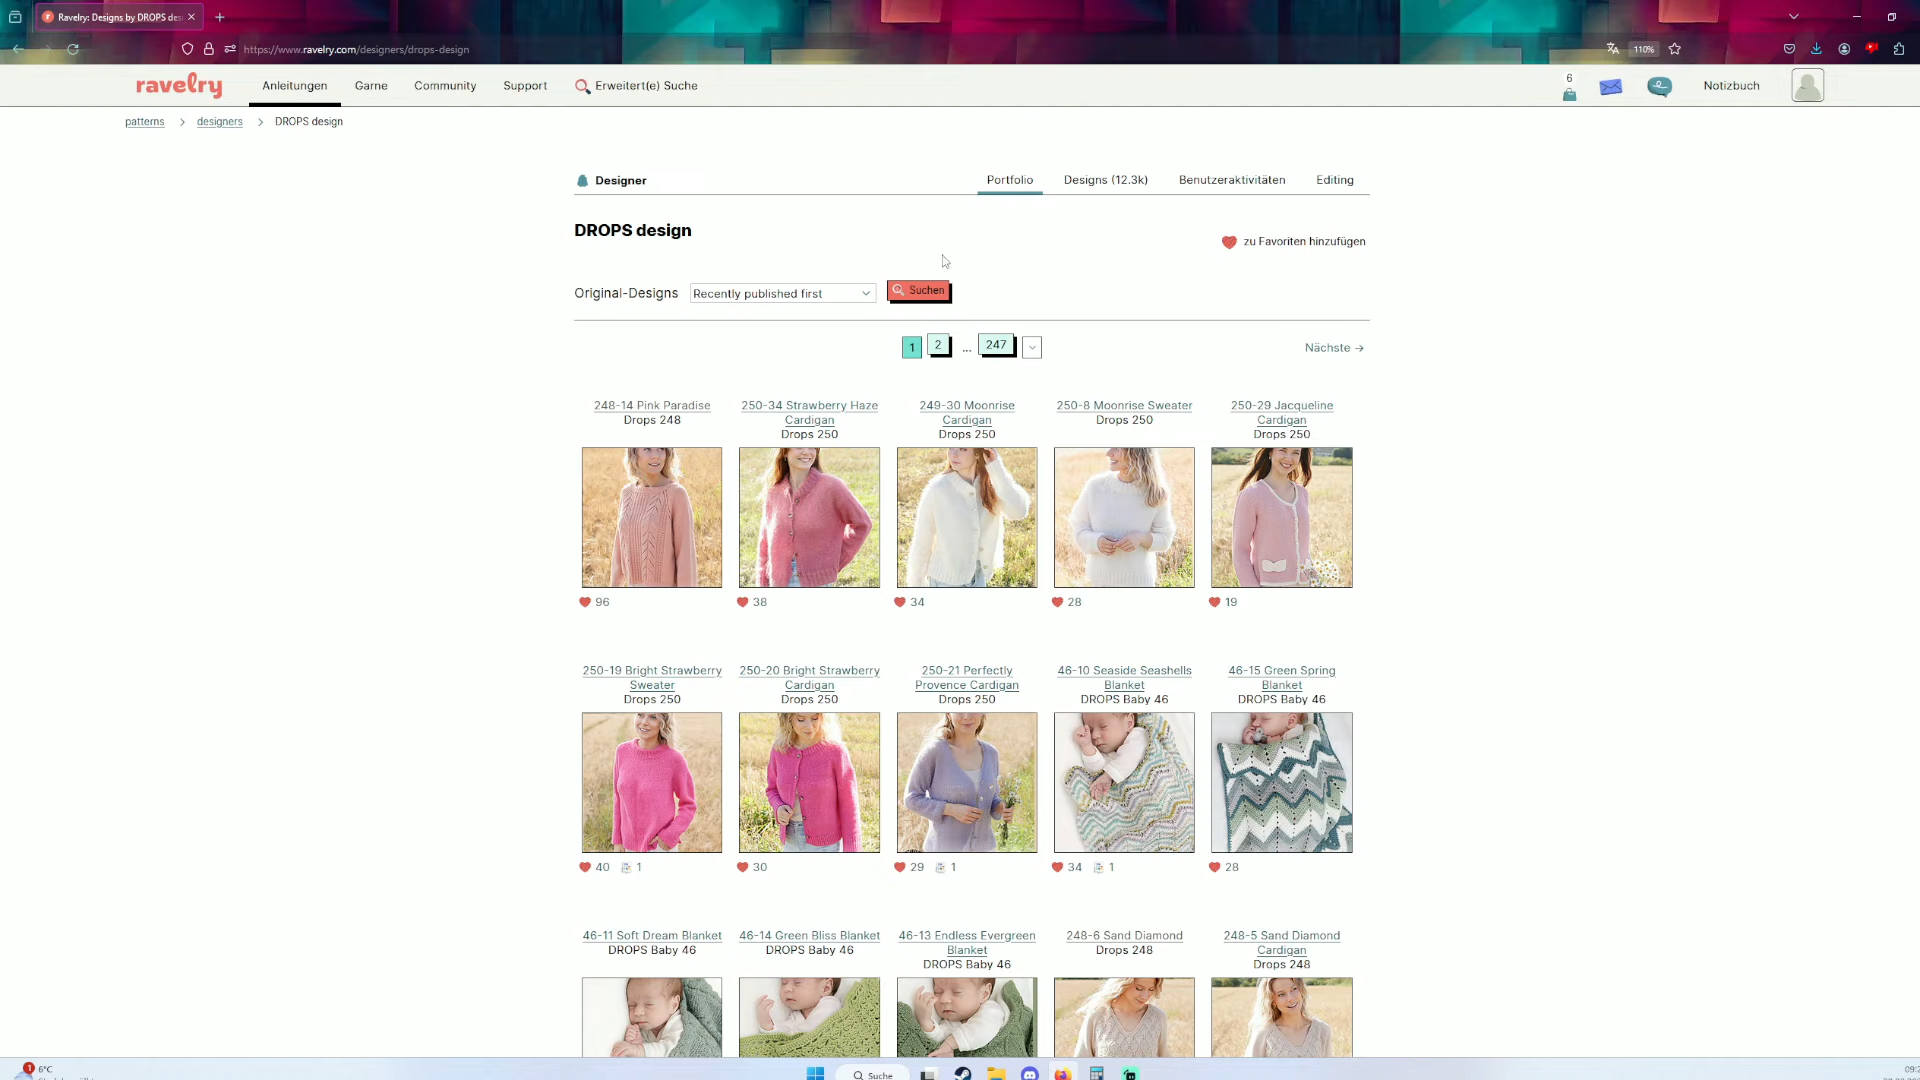 Ravelry: Designs by DROPS des
https://www.ravelry.com/designers/drops-design
110%
ravelry
Anleitungen
Garne
Community
Support
Erweitert(e) Suche
6
Notizbuch
patterns > designers > DROPS design
Designer
Portfolio
Designs (12.3k)
Benutzeraktivitäten
Editing
DROPS design
zu Favoriten hinzufügen
Original-Designs
Recently published first
Suchen
1 2 ... 247
Nächste →
248-14 Pink Paradise
Drops 248
250-34 Strawberry Haze
Cardigan
Drops 250
249-30 Moonrise
Cardigan
Drops 250
250-8 Moonrise Sweater
Drops 250
250-29 Jacqueline
Cardigan
Drops 250
96
38
34
28
19
250-19 Bright Strawberry
Sweater
Drops 250
250-20 Bright Strawberry
Cardigan
Drops 250
250-21 Perfectly
Provence Cardigan
Drops 250
46-10 Seaside Seashells
Blanket
DROPS Baby 46
46-15 Green Spring
Blanket
DROPS Baby 46
40 1
30
29 1
34 1
28
46-11 Soft Dream Blanket
DROPS Baby 46
46-14 Green Bliss Blanket
DROPS Baby 46
46-13 Endless Evergreen
Blanket
DROPS Baby 46
248-6 Sand Diamond
Drops 248
248-5 Sand Diamond
Cardigan
Drops 248
1
6°C
Suche
09:2